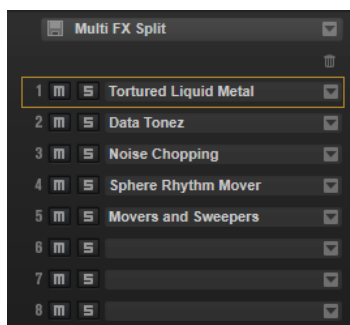 Multi FX Split
1 m S Tortured Liquid Metal
2 m S Data Tonez
3 m S Noise Chopping
4 m S Sphere Rhythm Mover
5 m S Movers and Sweepers
6 m S
7 m S
8 m S